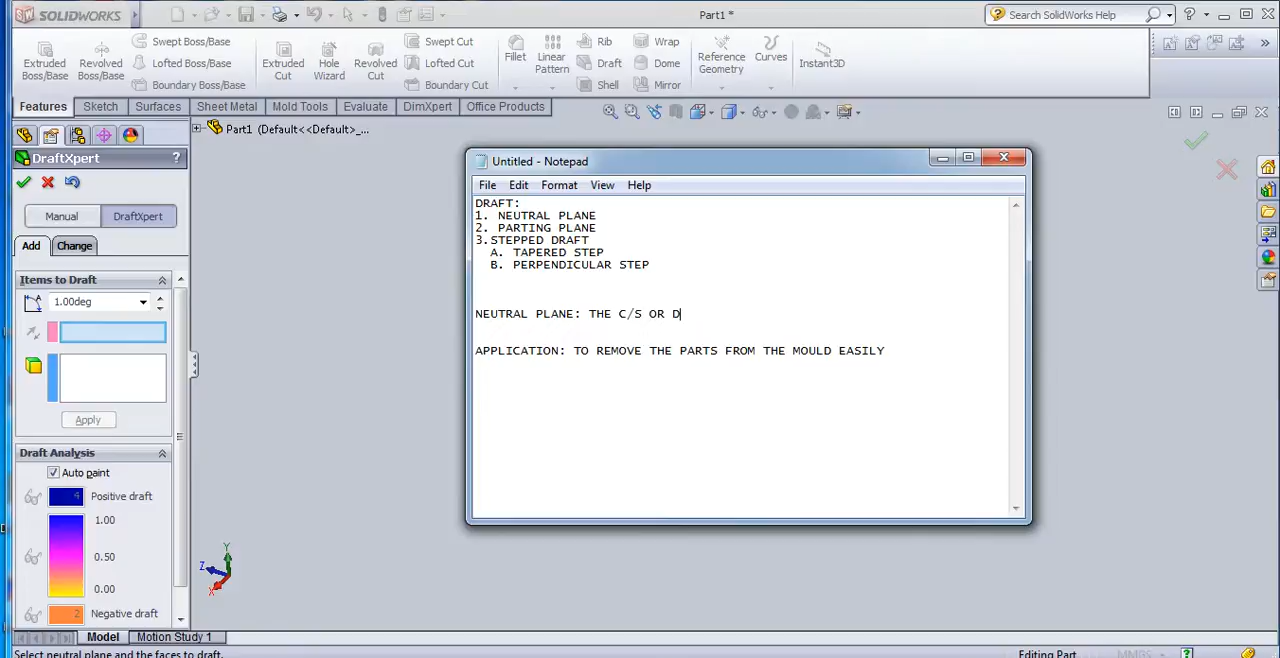 SOLIDWORKS
Part1 *
Search SolidWorks Help
Extruded Boss/Base
Revolved Boss/Base
Swept Boss/Base
Lofted Boss/Base
Boundary Boss/Base
Extruded Cut
Hole Wizard
Revolved Cut
Swept Cut
Lofted Cut
Boundary Cut
Fillet
Linear Pattern
Rib
Draft
Shell
Wrap
Dome
Mirror
Reference Geometry
Curves
Instant3D
Features Sketch Surfaces Sheet Metal Mold Tools Evaluate DimXpert Office Products
Part1 (Default<<Default>_...
DraftXpert ?
Manual DraftXpert
Add Change
Items to Draft
1.00deg
Apply
Draft Analysis
Auto paint
4 Positive draft
1.00
0.50
0.00
2 Negative draft
Untitled - Notepad
File Edit Format View Help
DRAFT:
1. NEUTRAL PLANE
2. PARTING PLANE
3.STEPPED DRAFT
A. TAPERED STEP
B. PERPENDICULAR STEP
NEUTRAL PLANE: THE C/S OR D
APPLICATION: TO REMOVE THE PARTS FROM THE MOULD EASILY
Y
Z
X
Model Motion Study 1
Select neutral plane and the faces to draft.
Editing Part
MMGS